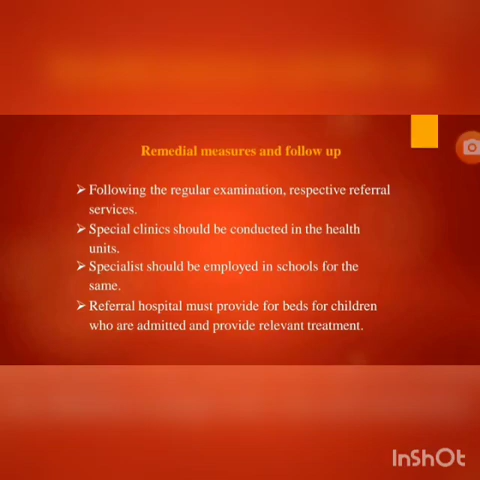 Remedial measures and follow up
➢ Following the regular examination, respective referral
services.
➢ Special clinics should be conducted in the health
units.
➢ Specialist should be employed in schools for the
same.
➢ Referral hospital must provide for beds for children
who are admitted and provide relevant treatment.
InShOt